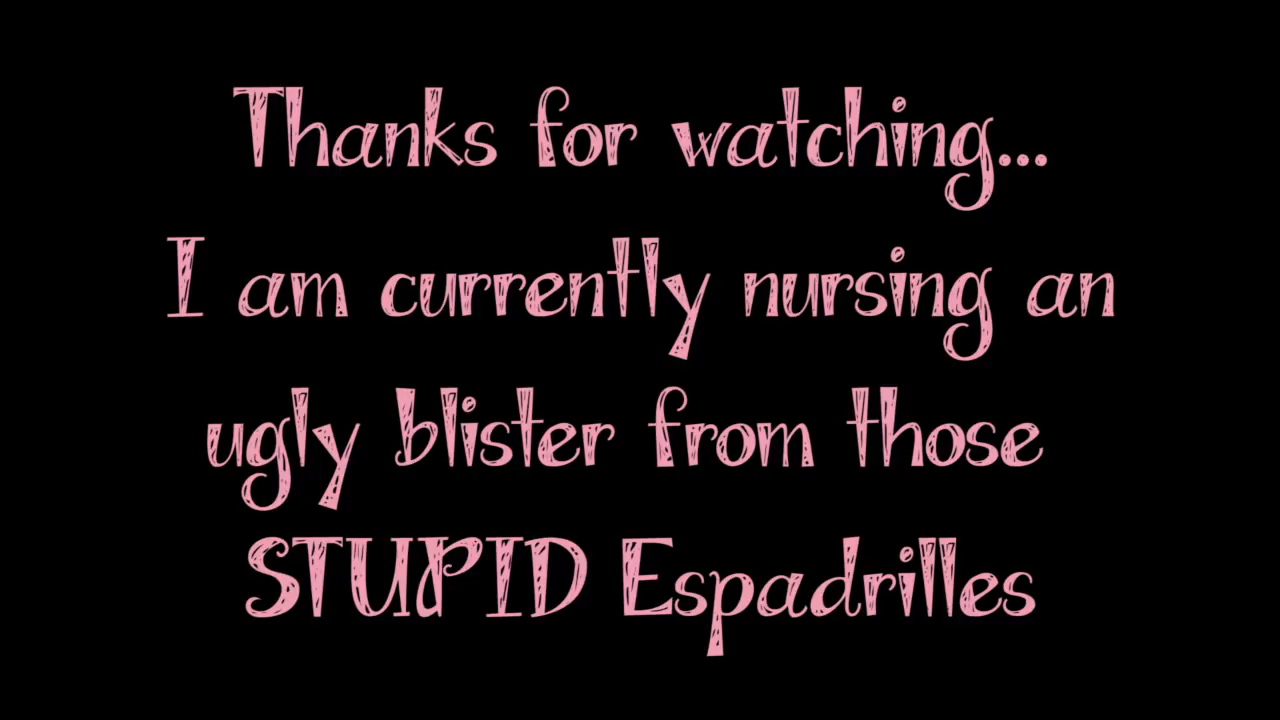 Thanks for watching...
I am currently nursing an
ugly blister from those
STUPID Espadrilles